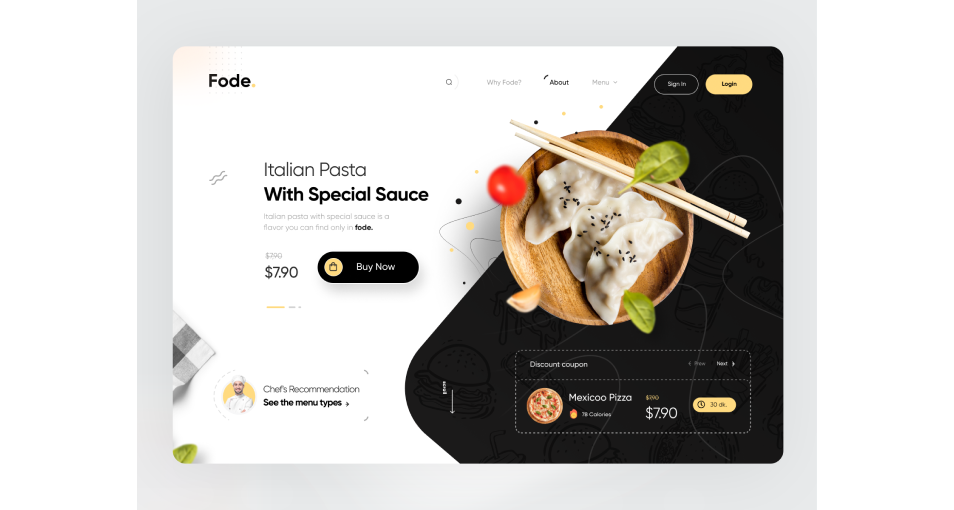 Fode.
Why Fode?
About
Menu
Sign In
Login
Italian Pasta
With Special Sauce
Italian pasta with special sauce is a
flavor you can find only in fode.
$7.90
$7.90
Buy Now
Chef's Recommendation
See the menu types
scroll
Discount coupon
Prev
Next
Mexicoo Pizza
78 Calories
$7.90
$7.90
30 dk.